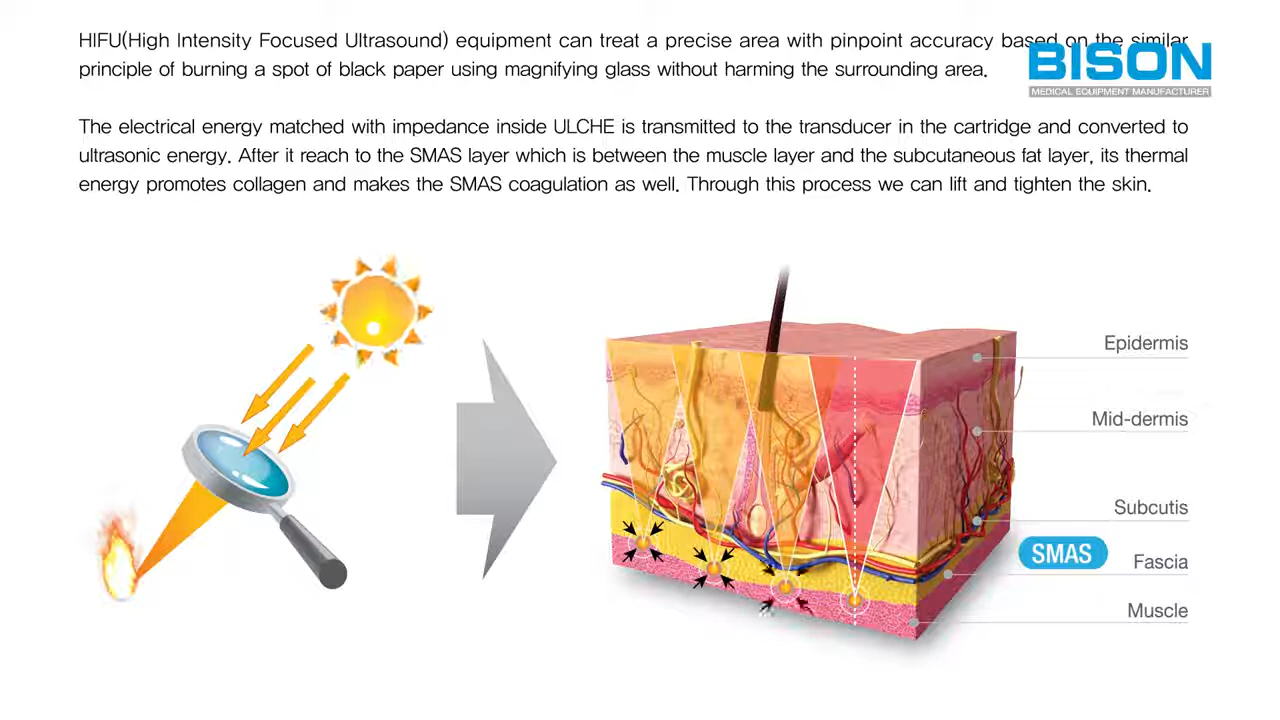 HIFU(High Intensity Focused Ultrasound) equipment can treat a precise area with pinpoint accuracy based on the similar
principle of burning a spot of black paper using magnifying glass without harming the surrounding area.
BISON
MEDICAL EQUIPMENT MANUFACTURER
The electrical energy matched with impedance inside ULCHE is transmitted to the transducer in the cartridge and converted to
ultrasonic energy. After it reach to the SMAS layer which is between the muscle layer and the subcutaneous fat layer, its thermal
energy promotes collagen and makes the SMAS coagulation as well. Through this process we can lift and tighten the skin.
Epidermis
Mid-dermis
Subcutis
SMAS Fascia
Muscle